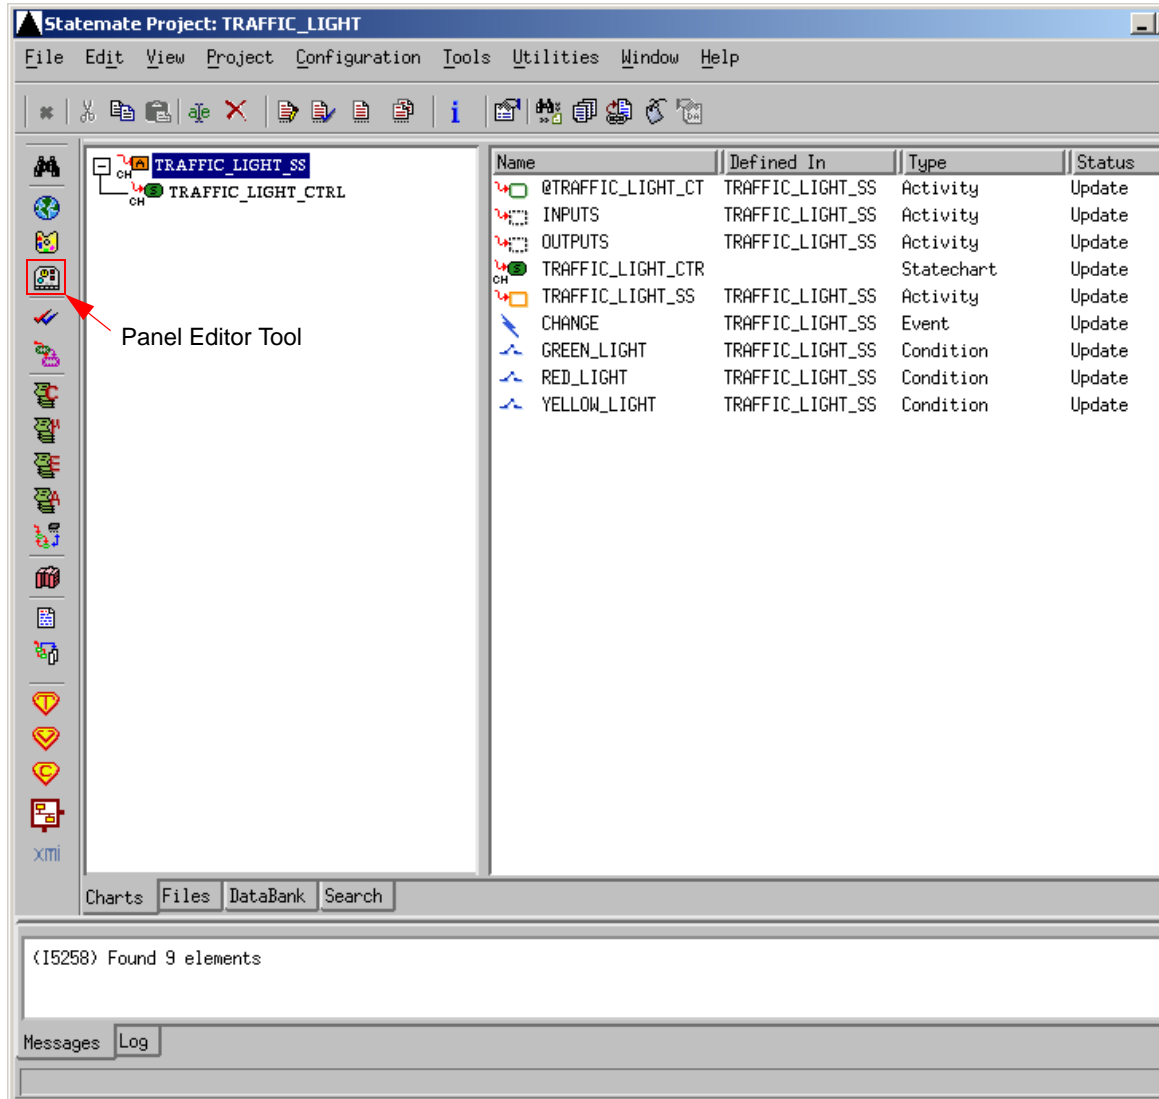 Statemate Project: TRAFFIC_LIGHT
File Edit View Project Configuration Tools Utilities Window Help
TRAFFIC_LIGHT_SS
TRAFFIC_LIGHT_CTRL
Panel Editor Tool
Name Defined In Type Status
@TRAFFIC_LIGHT_CT TRAFFIC_LIGHT_SS Activity Update
INPUTS TRAFFIC_LIGHT_SS Activity Update
OUTPUTS TRAFFIC_LIGHT_SS Activity Update
TRAFFIC_LIGHT_CTR Statechart Update
TRAFFIC_LIGHT_SS TRAFFIC_LIGHT_SS Activity Update
CHANGE TRAFFIC_LIGHT_SS Event Update
GREEN_LIGHT TRAFFIC_LIGHT_SS Condition Update
RED_LIGHT TRAFFIC_LIGHT_SS Condition Update
YELLOW_LIGHT TRAFFIC_LIGHT_SS Condition Update
xmi
Charts Files DataBank Search
(I5258) Found 9 elements
Messages Log